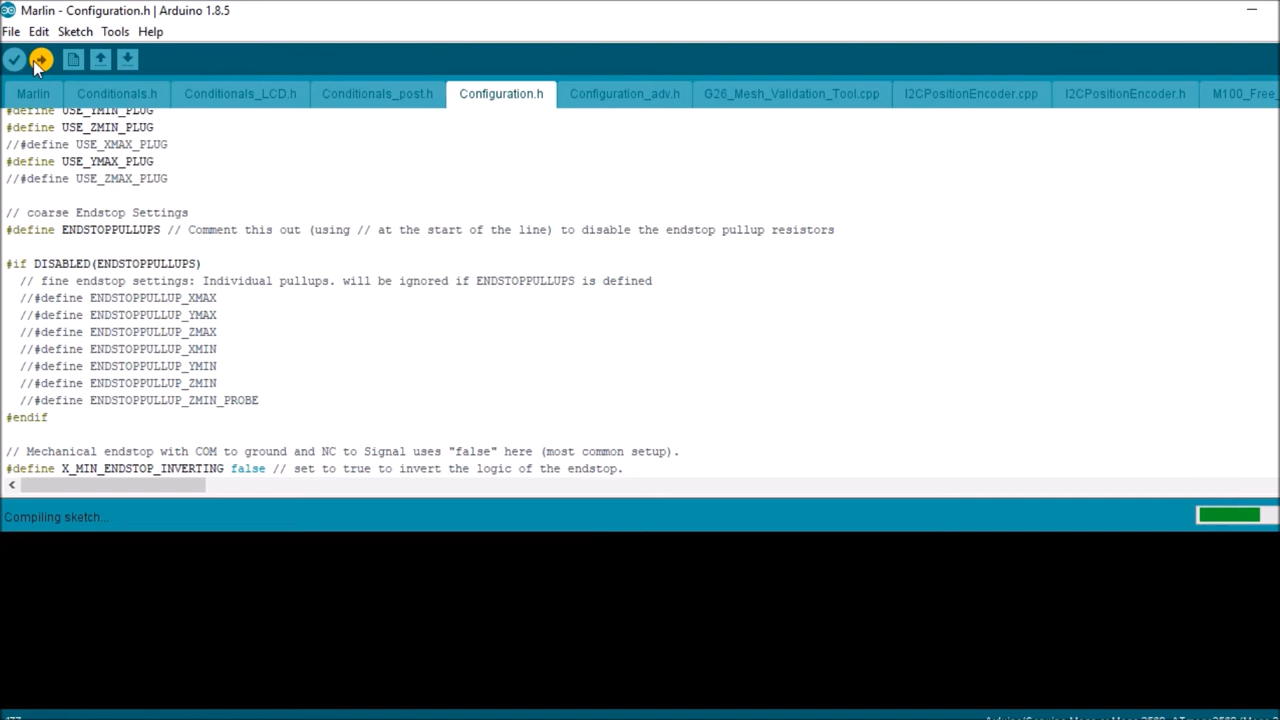 Marlin - Configuration.h | Arduino 1.8.5
File Edit Sketch Tools Help
Marlin Conditionals.h Conditionals_LCD.h Conditionals_post.h Configuration.h Configuration_adv.h G26_Mesh_Validation_Tool.cpp I2CPositionEncoder.cpp I2CPositionEncoder.h M100_Free_
#define USE_YMIN_PLUG
#define USE_ZMIN_PLUG
//#define USE_XMAX_PLUG
#define USE_YMAX_PLUG
//#define USE_ZMAX_PLUG
// coarse Endstop Settings
#define ENDSTOPPULLUPS // Comment this out (using // at the start of the line) to disable the endstop pullup resistors
#if DISABLED(ENDSTOPPULLUPS)
// fine endstop settings: Individual pullups. will be ignored if ENDSTOPPULLUPS is defined
//#define ENDSTOPPULLUP_XMAX
//#define ENDSTOPPULLUP_YMAX
//#define ENDSTOPPULLUP_ZMAX
//#define ENDSTOPPULLUP_XMIN
//#define ENDSTOPPULLUP_YMIN
//#define ENDSTOPPULLUP_ZMIN
//#define ENDSTOPPULLUP_ZMIN_PROBE
#endif
// Mechanical endstop with COM to ground and NC to Signal uses "false" here (most common setup).
#define X_MIN_ENDSTOP_INVERTING false // set to true to invert the logic of the endstop.
Compiling sketch...